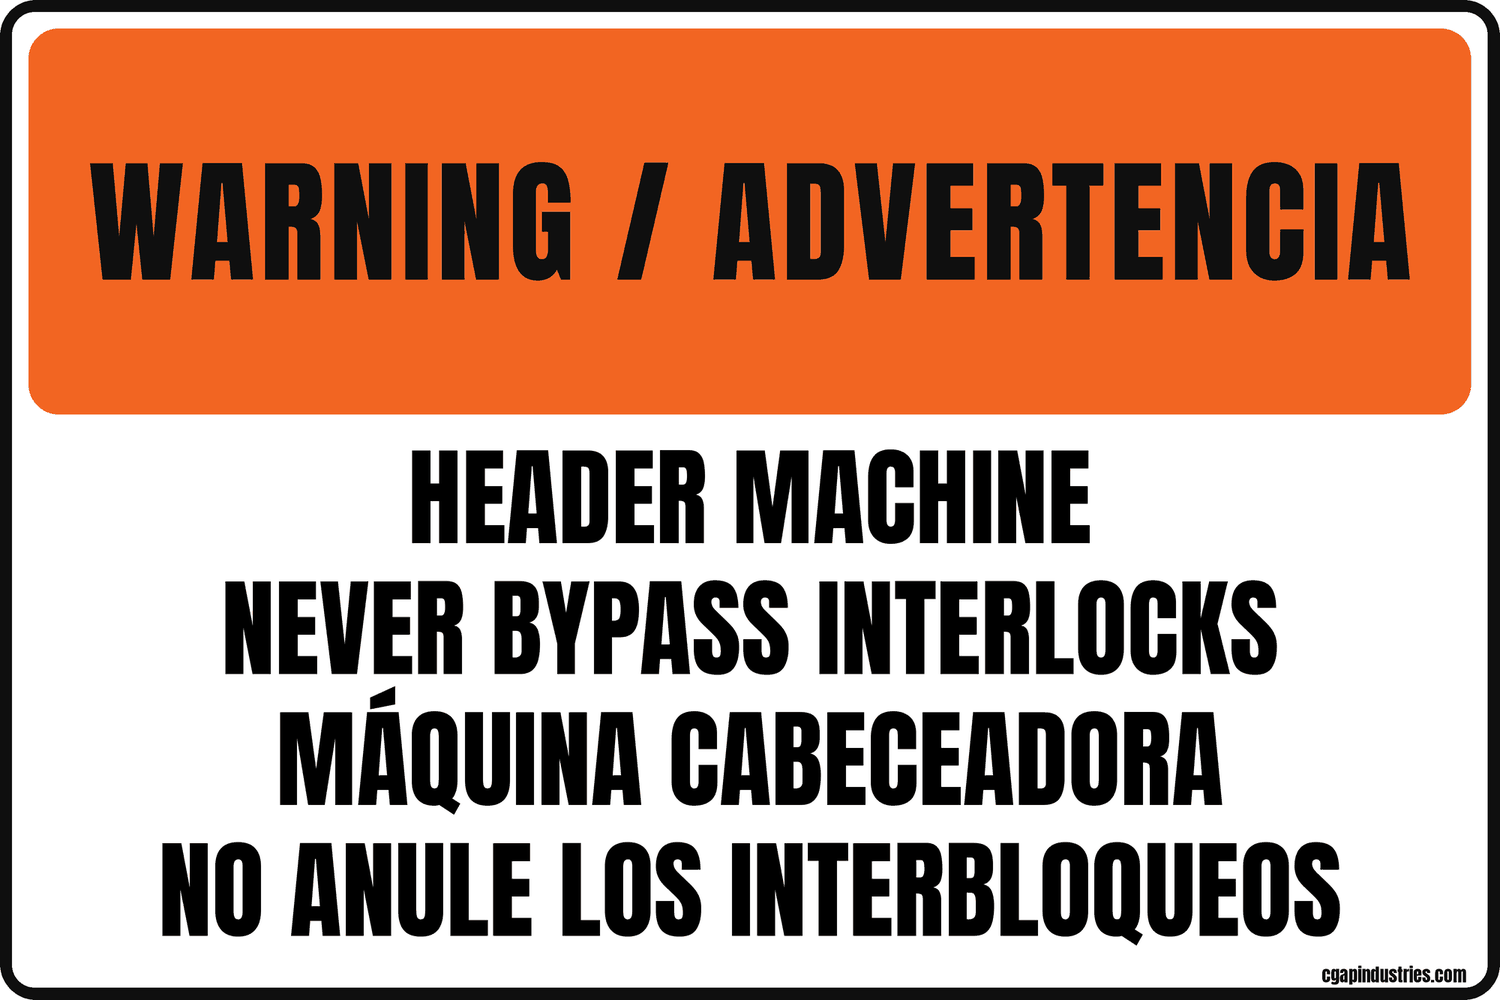 WARNING / ADVERTENCIA
HEADER MACHINE
NEVER BYPASS INTERLOCKS
MÁQUINA CABECEADORA
NO ANULE LOS INTERBLOQUEOS
cgapindustries.com